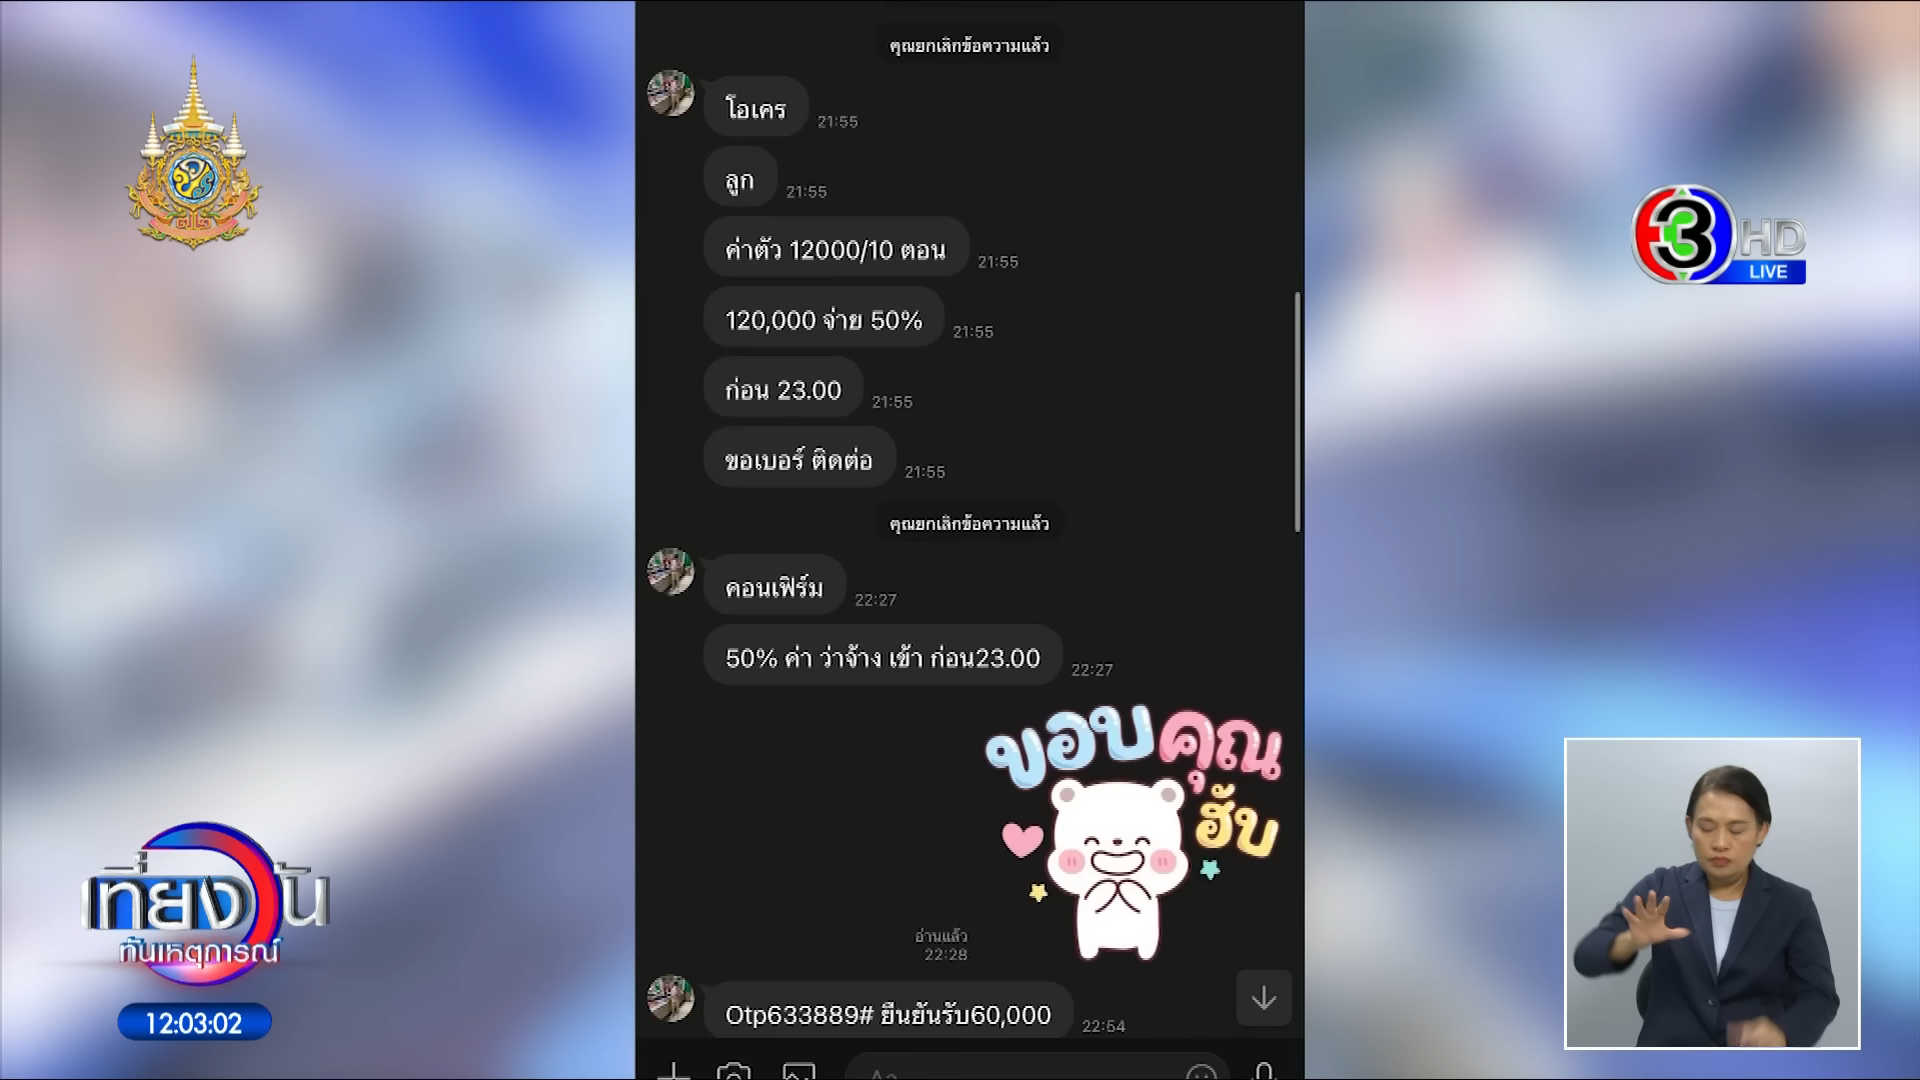 คุณยกเลิกข้อความแล้ว
โอเคร
21:55
ลูก
21:55
ค่าตัว 12000/10 ตอน
21:55
120,000 จ่าย 50%
21:55
ก่อน 23.00
21:55
ขอเบอร์ ติดต่อ
21:55
คุณยกเลิกข้อความแล้ว
คอนเฟิร์ม
22:27
50% ค่า ว่าจ้าง เข้า ก่อน23.00
22:27
ขอบคุณ
ฮั้บ
อ่านแล้ว
22:28
Otp633889# ยืนยันรับ60,000
22:54
Aa
3 HD
LIVE
เที่ยงวัน
ทันเหตุการณ์
12:03:02